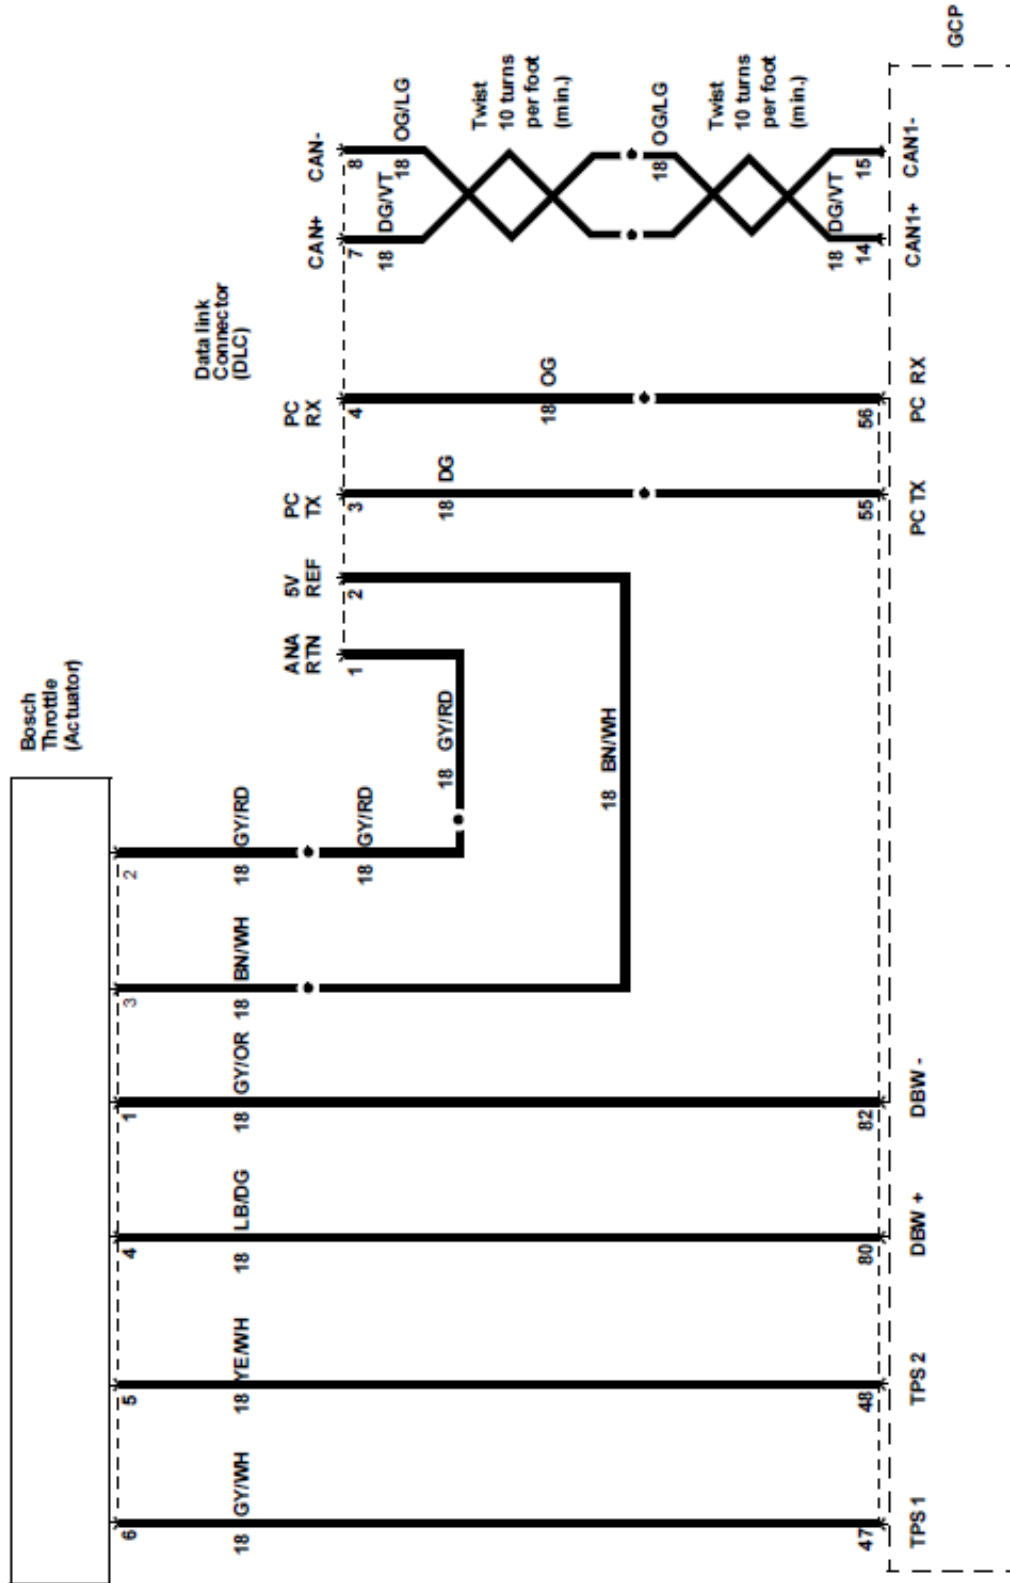 Bosch
Throttle
(Actuator)
6 5 4 1 3 2
Data link
Connector
(DLC)
18 GY/WH 18 YE/WH 18 LB/DG 18 GY/OR 18 BN/WH 18 GY/RD
ANA
RTN
5V
REF
PC
TX
PC
RX
CAN+
CAN-
1 2 3 4 7 8
18 GY/RD
18 DG/VT
18 OG/LG
18 GY/RD
18 DG
Twist
10 turns
per foot
(min.)
18 OG
18 BN/WH
18 OG/LG
Twist
10 turns
per foot
(min.)
18 DG/VT
47 48 80 82 55 56 14 15
TPS 1 TPS 2 DBW + DBW - PC TX PC RX CAN1+ CAN1-
GCP